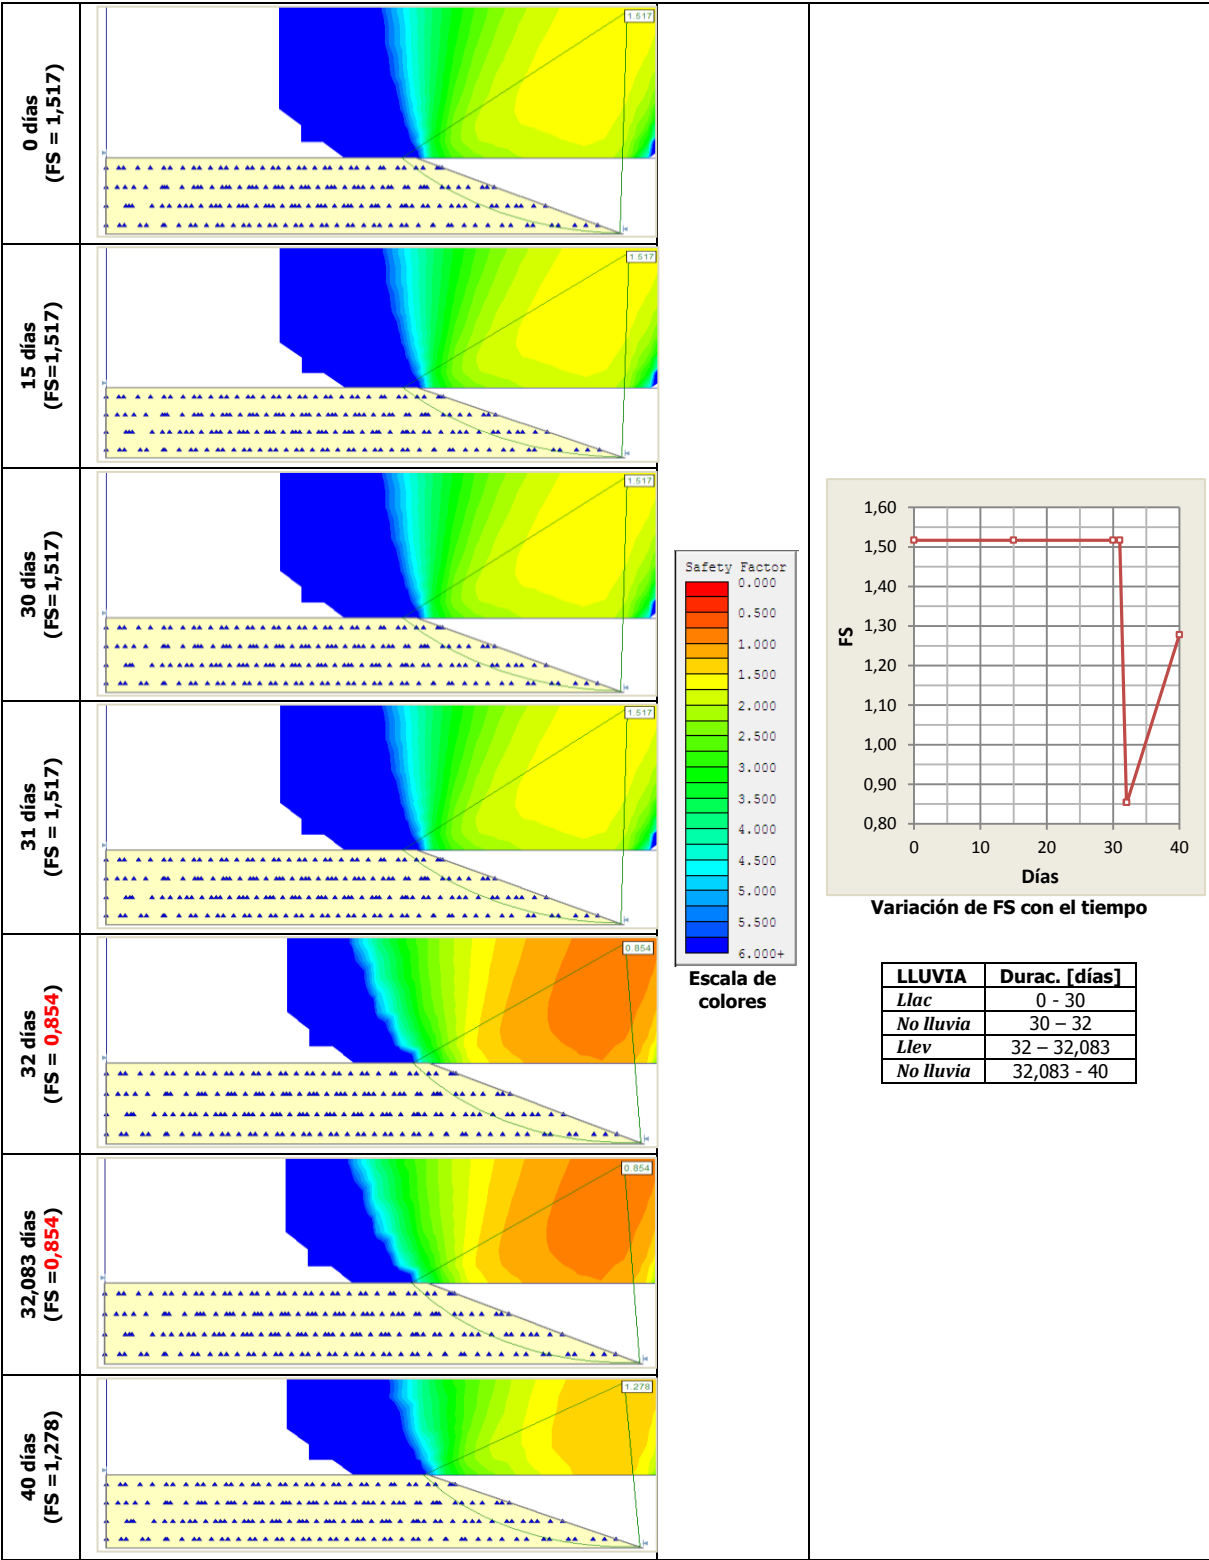 0 días
(FS = 1,517)
1.517
15 días
(FS=1,517)
1.517
30 días
(FS=1,517)
1.517
31 días
(FS = 1,517)
1.517
32 días
(FS = 0,854)
0.854
32,083 días
(FS =0,854)
0.854
40 días
(FS =1,278)
1.278
Safety Factor
0.000
0.500
1.000
1.500
2.000
2.500
3.000
3.500
4.000
4.500
5.000
5.500
6.000+
Escala de
colores
1,60
1,50
1,40
1,30
1,20
1,10
1,00
0,90
0,80
FS
0 10 20 30 40
Días
Variación de FS con el tiempo
LLUVIA Durac. [días]
Llac 0 - 30
No lluvia 30 – 32
Llev 32 – 32,083
No lluvia 32,083 - 40